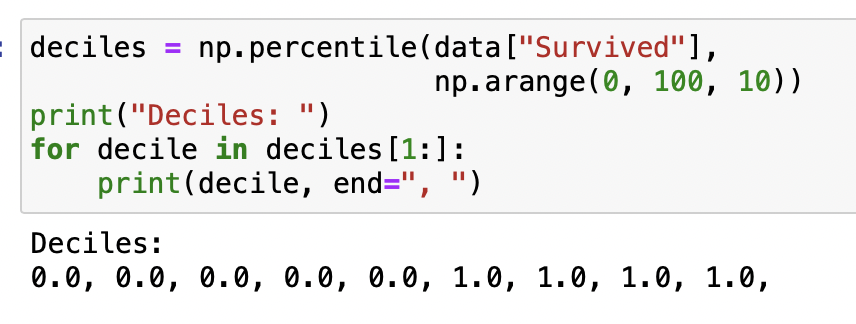 :
deciles = np.percentile(data["Survived"],
                        np.arange(0, 100, 10))
print("Deciles: ")
for decile in deciles[1:]:
    print(decile, end=", ")
Deciles:
0.0, 0.0, 0.0, 0.0, 0.0, 1.0, 1.0, 1.0, 1.0,